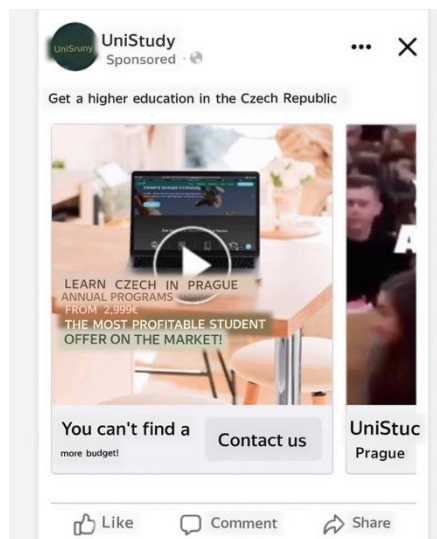 UniSruny
UniStudy
Sponsored
Get a higher education in the Czech Republic
LEARN CZECH IN PRAGUE
ANNUAL PROGRAMS
FROM 2,999€
THE MOST PROFITABLE STUDENT
OFFER ON THE MARKET!
You can't find a
more budget!
Contact us
UniStuc
Prague
Like
Comment
Share